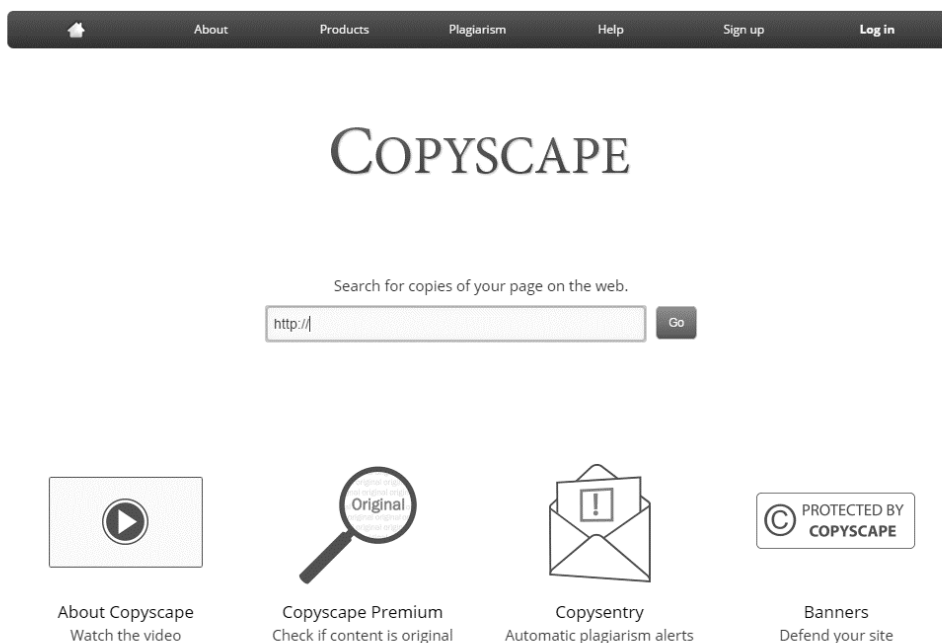 About Products Plagiarism Help Sign up Log in
COPYSCAPE
Search for copies of your page on the web.
http:// Go
Original
!
© PROTECTED BY
COPYSCAPE
About Copyscape Copyscape Premium Copysentry Banners
Watch the video Check if content is original Automatic plagiarism alerts Defend your site